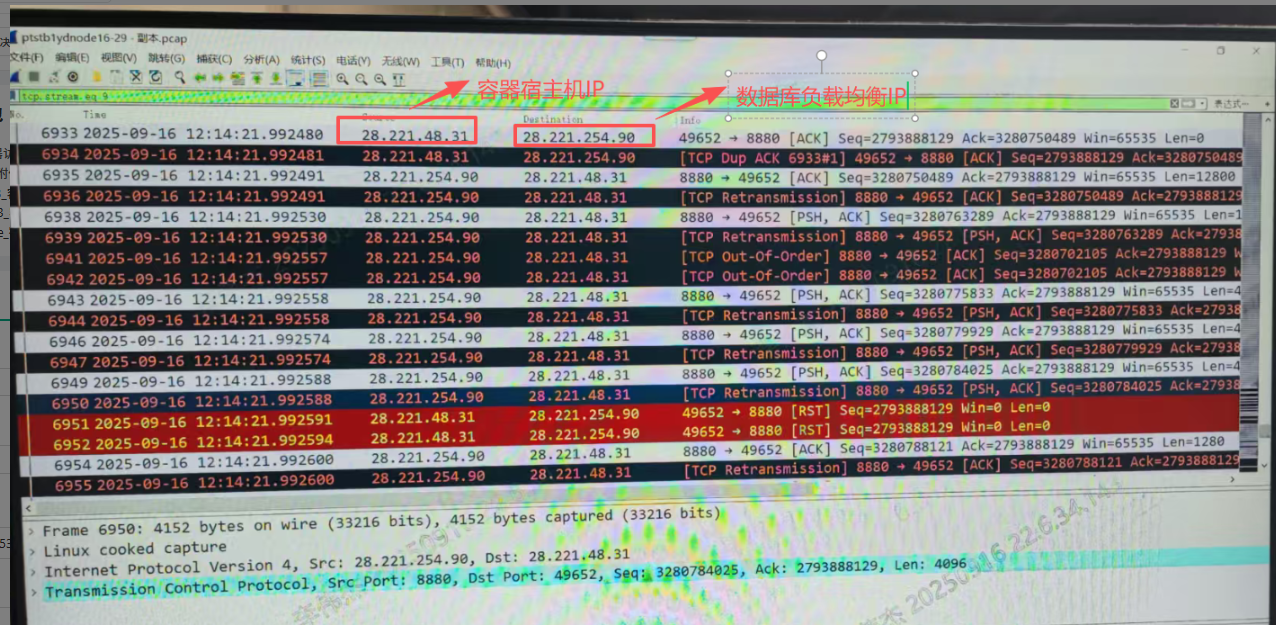 ptstb1ydnode16-29 - 副本.pcap
文件(F) 编辑(E) 视图(V) 跳转(G) 捕获(C) 分析(A) 统计(S) 电话(Y) 无线(W) 工具(T) 帮助(H)
容器宿主机IP
数据库负载均衡IP
tcp.stream eq 9
表达式…
No. Time Destination Info
6933 2025-09-16 12:14:21.992480 28.221.48.31 28.221.254.90 49652 → 8880 [ACK] Seq=2793888129 Ack=3280750489 Win=65535 Len=0
6934 2025-09-16 12:14:21.992481 28.221.48.31 28.221.254.90 [TCP Dup ACK 6933#1] 49652 → 8880 [ACK] Seq=2793888129 Ack=3280750489
6935 2025-09-16 12:14:21.992491 28.221.254.90 28.221.48.31 8880 → 49652 [ACK] Seq=3280750489 Ack=2793888129 Win=65535 Len=12800
6936 2025-09-16 12:14:21.992491 28.221.254.90 28.221.48.31 [TCP Retransmission] 8880 → 49652 [ACK] Seq=3280750489 Ack=2793888129
6938 2025-09-16 12:14:21.992530 28.221.254.90 28.221.48.31 8880 → 49652 [PSH, ACK] Seq=3280763289 Ack=2793888129 Win=65535 Len=1
6939 2025-09-16 12:14:21.992530 28.221.254.90 28.221.48.31 [TCP Retransmission] 8880 → 49652 [PSH, ACK] Seq=3280763289 Ack=27938
6941 2025-09-16 12:14:21.992557 28.221.254.90 28.221.48.31 [TCP Out-Of-Order] 8880 → 49652 [ACK] Seq=3280702105 Ack=2793888129 W
6942 2025-09-16 12:14:21.992557 28.221.254.90 28.221.48.31 [TCP Out-Of-Order] 8880 → 49652 [ACK] Seq=3280702105 Ack=2793888129 W
6943 2025-09-16 12:14:21.992558 28.221.254.90 28.221.48.31 8880 → 49652 [PSH, ACK] Seq=3280775833 Ack=2793888129 Win=65535 Len=4
6944 2025-09-16 12:14:21.992558 28.221.254.90 28.221.48.31 [TCP Retransmission] 8880 → 49652 [PSH, ACK] Seq=3280775833 Ack=27938
6946 2025-09-16 12:14:21.992574 28.221.254.90 28.221.48.31 8880 → 49652 [PSH, ACK] Seq=3280779929 Ack=2793888129 Win=65535 Len=4
6947 2025-09-16 12:14:21.992574 28.221.254.90 28.221.48.31 [TCP Retransmission] 8880 → 49652 [PSH, ACK] Seq=3280779929 Ack=27938
6949 2025-09-16 12:14:21.992588 28.221.254.90 28.221.48.31 8880 → 49652 [PSH, ACK] Seq=3280784025 Ack=2793888129 Win=65535 Len=4
6950 2025-09-16 12:14:21.992588 28.221.254.90 28.221.48.31 [TCP Retransmission] 8880 → 49652 [PSH, ACK] Seq=3280784025 Ack=27938
6951 2025-09-16 12:14:21.992591 28.221.48.31 28.221.254.90 49652 → 8880 [RST] Seq=2793888129 Win=0 Len=0
6952 2025-09-16 12:14:21.992594 28.221.48.31 28.221.254.90 49652 → 8880 [RST] Seq=2793888129 Win=0 Len=0
6954 2025-09-16 12:14:21.992600 28.221.254.90 28.221.48.31 8880 → 49652 [ACK] Seq=3280788121 Ack=2793888129 Win=65535 Len=1280
6955 2025-09-16 12:14:21.992600 28.221.254.90 28.221.48.31 [TCP Retransmission] 8880 → 49652 [ACK] Seq=3280788121 Ack=2793888129
Frame 6950: 4152 bytes on wire (33216 bits), 4152 bytes captured (33216 bits)
Linux cooked capture
Internet Protocol Version 4, Src: 28.221.254.90, Dst: 28.221.48.31
Transmission Control Protocol, Src Port: 8880, Dst Port: 49652, Seq: 3280784025, Ack: 2793888129, Len: 4096